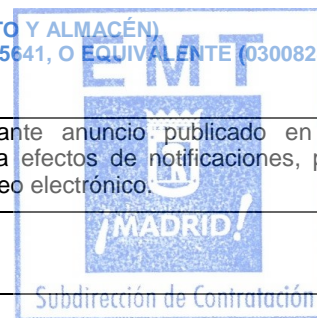 TO Y ALMACÉN)
5641, O EQUIVALENTE (030082
EMT
ante anuncio publicado en
a efectos de notificaciones, p
eo electrónico.
¡MADRID!
Subdirección de Contratación